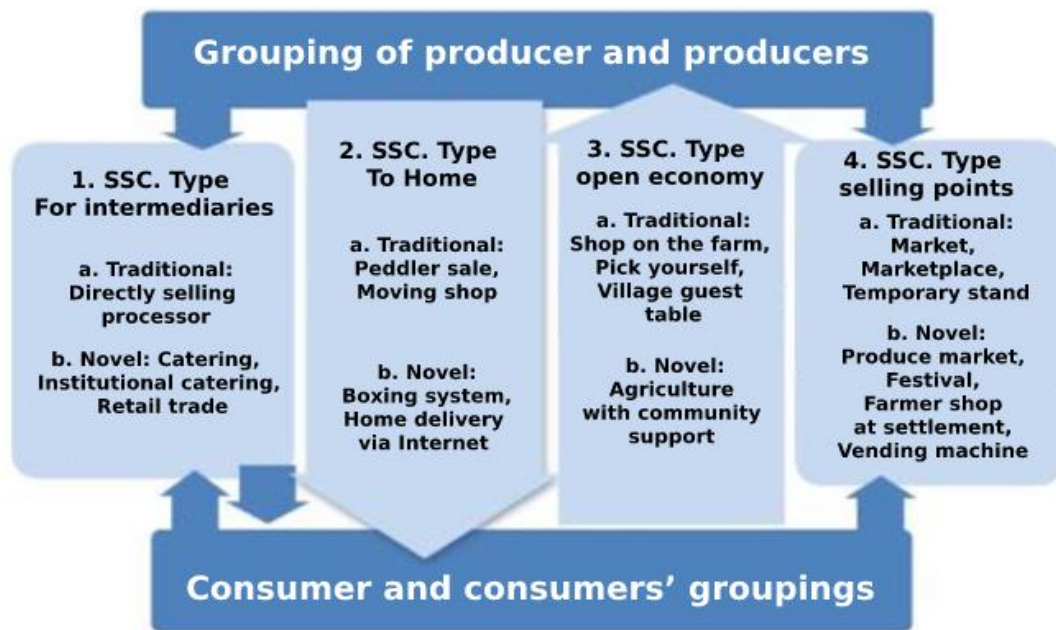 Grouping of producer and producers
1. SSC. Type
For intermediaries
a. Traditional:
Directly selling
processor
b. Novel: Catering,
Institutional catering,
Retail trade
2. SSC. Type
To Home
a. Traditional:
Peddler sale,
Moving shop
b. Novel:
Boxing system,
Home delivery
via Internet
3. SSC. Type
open economy
a. Traditional:
Shop on the farm,
Pick yourself,
Village guest
table
b. Novel:
Agriculture
with community
support
4. SSC. Type
selling points
a. Traditional:
Market,
Marketplace,
Temporary stand
b. Novel:
Produce market,
Festival,
Farmer shop
at settlement,
Vending machine
Consumer and consumers’ groupings